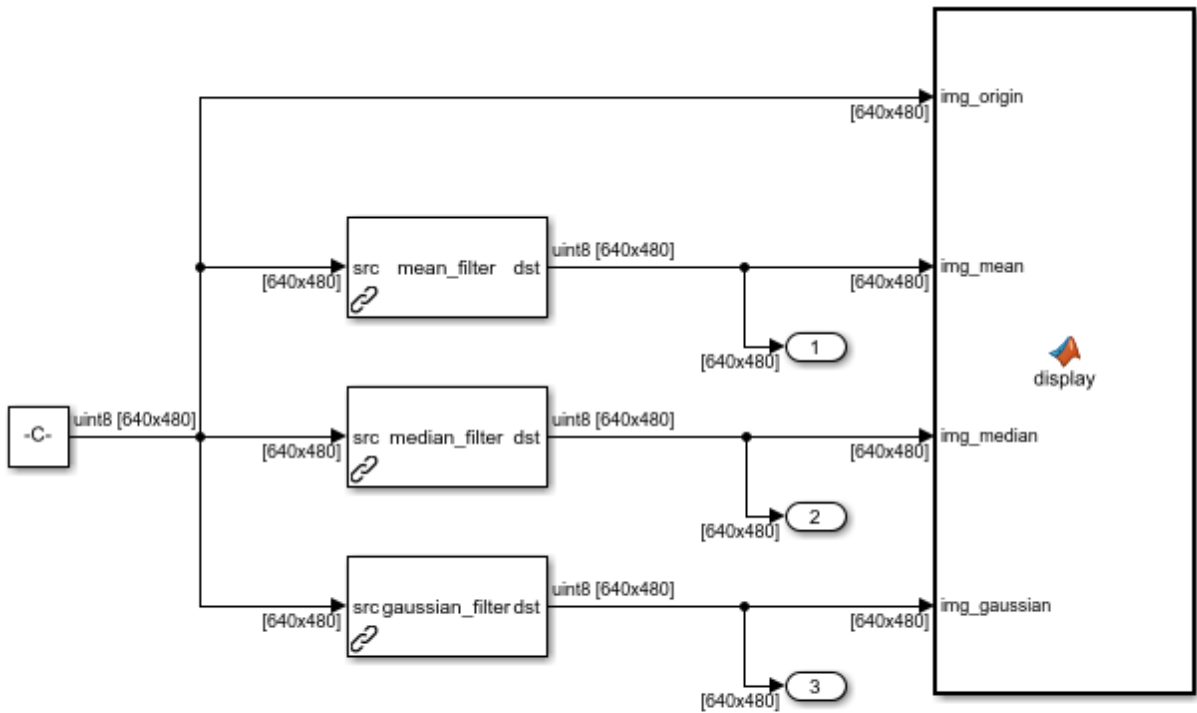 img_origin
[640x480]
uint8 [640x480]
src mean_filter dst
img_mean
[640x480]
[640x480]
1
[640x480]
display
uint8 [640x480]
uint8 [640x480]
-C-
src median_filter dst
img_median
[640x480]
[640x480]
2
[640x480]
uint8 [640x480]
src gaussian_filter dst
img_gaussian
[640x480]
[640x480]
3
[640x480]